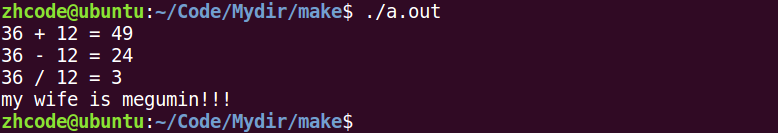 zhcode@ubuntu:~/Code/Mydir/make$ ./a.out
36 + 12 = 49
36 - 12 = 24
36 / 12 = 3
my wife is megumin!!!
zhcode@ubuntu:~/Code/Mydir/make$